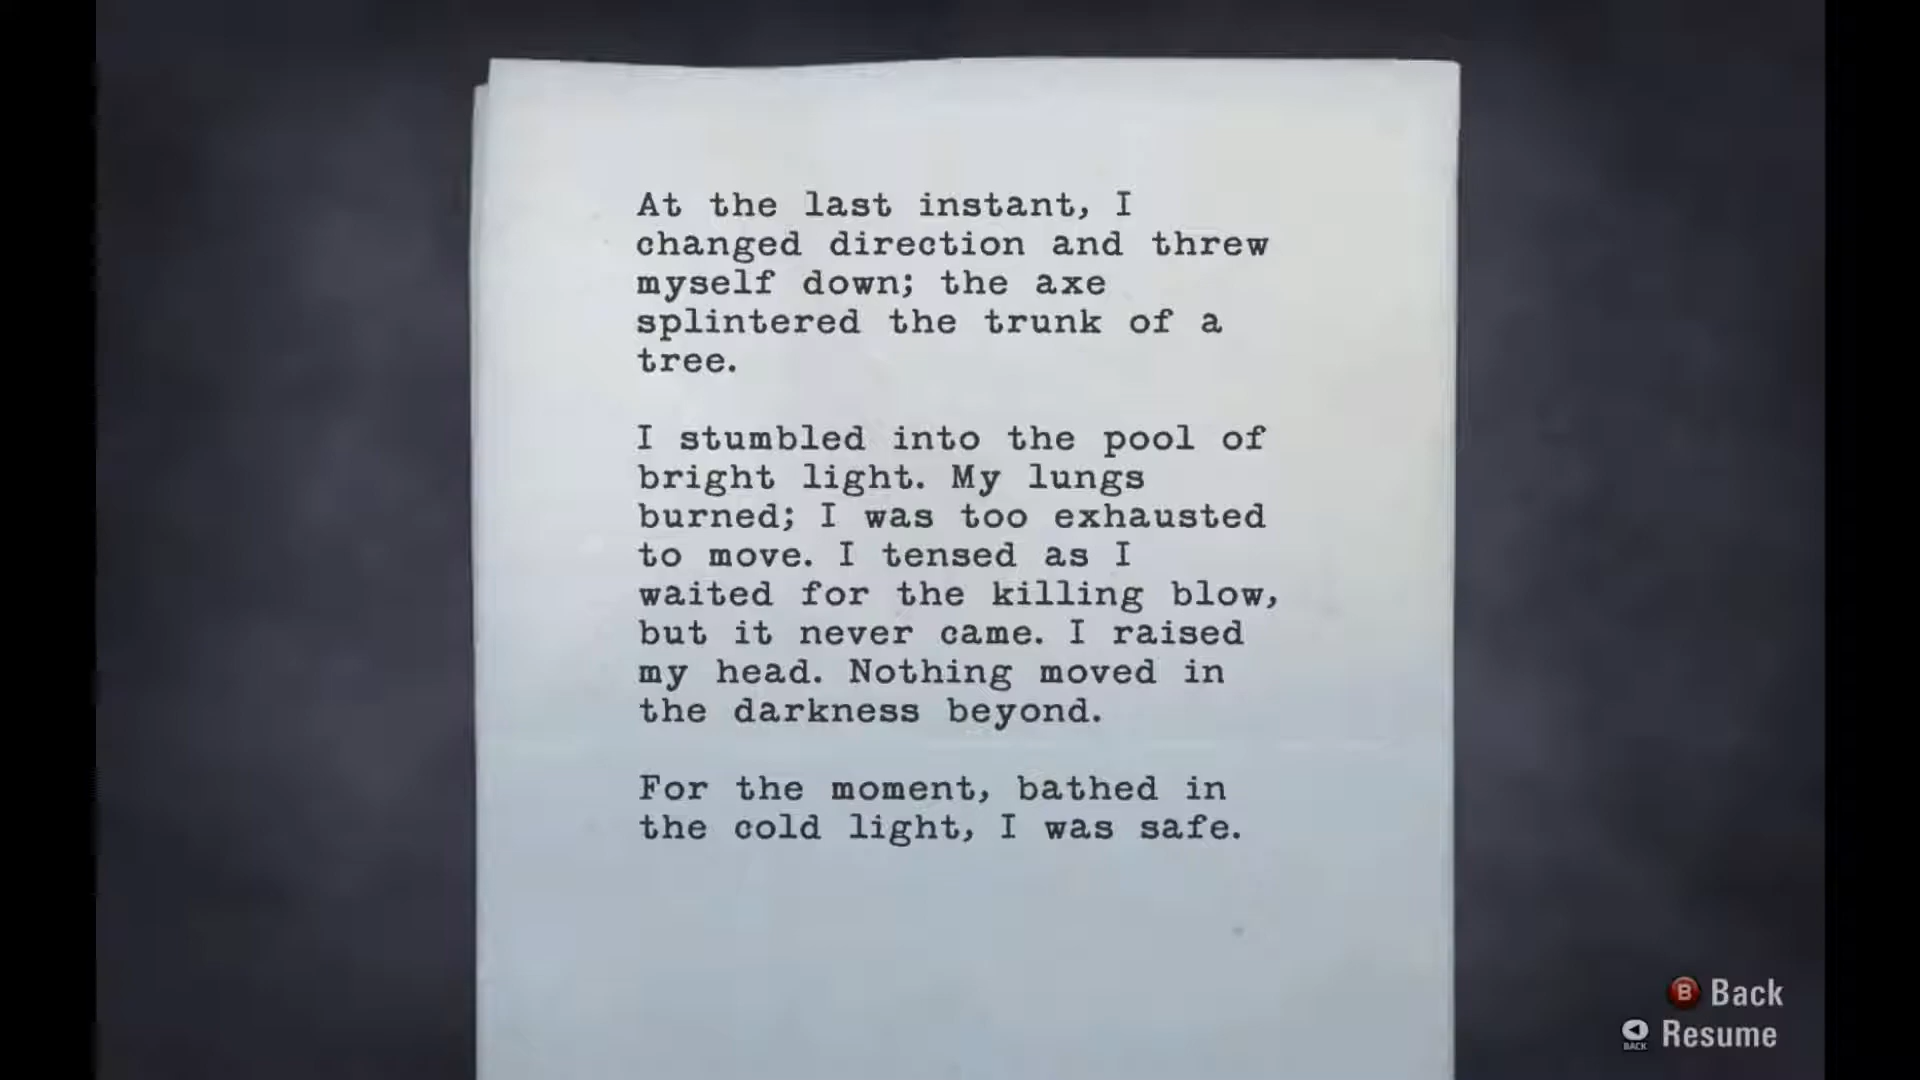 At the last instant, I
changed direction and threw
myself down; the axe
splintered the trunk of a
tree.
I stumbled into the pool of
bright light. My lungs
burned; I was too exhausted
to move. I tensed as I
waited for the killing blow,
but it never came. I raised
my head. Nothing moved in
the darkness beyond.
For the moment, bathed in
the cold light, I was safe.
B Back
BACK Resume